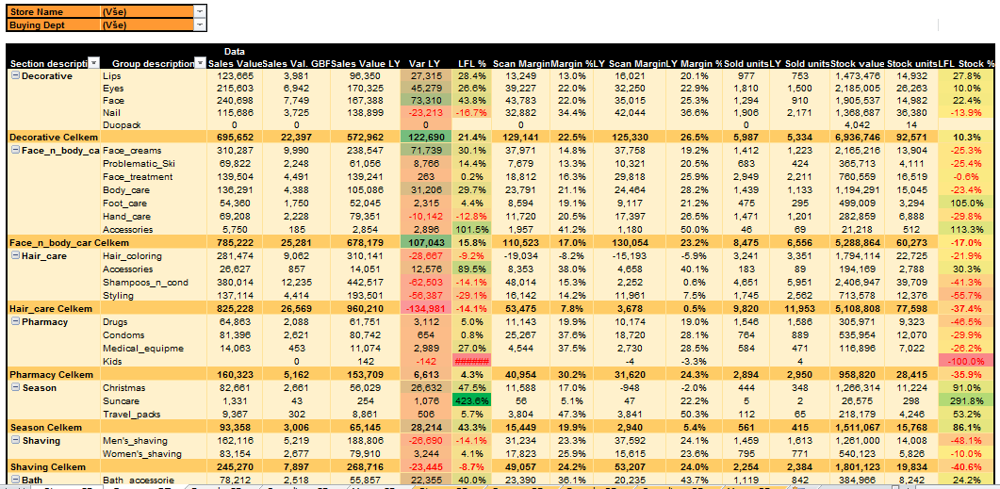 Store Name (Vše)
Buying Dept (Vše)
Data
Section descripti Group description Sales Value Sales Val. GBF Sales Value LY Var LY LFL % Scan Margin Margin % LY Scan Margin LY Margin % Sold units LY Sold units Stock value Stock units LFL Stock %
Decorative Lips 123,665 3,981 96,350 27,315 28.4% 13,249 13.0% 16,021 20.1% 977 753 1,473,476 14,932 27.8%
Eyes 215,603 6,942 170,325 45,279 26.6% 39,227 22.0% 32,250 22.9% 1,810 1,500 2,185,005 26,263 10.0%
Face 240,698 7,749 167,388 73,310 43.8% 43,783 22.0% 35,015 25.3% 1,294 910 1,905,537 14,982 22.4%
Nail 115,686 3,725 138,899 -23,213 -16.7% 32,882 34.4% 42,044 36.6% 1,906 2,171 1,368,687 36,380 -13.9%
Duopack 0 0 0 0 0 0 4,042 14
Decorative Celkem 695,652 22,397 572,962 122,690 21.4% 129,141 22.5% 125,330 26.5% 5,987 5,334 6,936,746 92,571 10.3%
Face_n_body_ca Face_creams 310,287 9,990 238,547 71,739 30.1% 37,971 14.8% 37,758 19.2% 1,412 1,223 2,165,216 13,904 -25.3%
Problematic_Ski 69,822 2,248 61,056 8,766 14.4% 7,679 13.3% 10,321 20.5% 683 424 365,713 4,111 -25.4%
Face_treatment 139,504 4,491 139,241 263 0.2% 18,812 16.3% 29,818 25.9% 2,949 2,211 760,559 16,519 -0.6%
Body_care 136,291 4,388 105,086 31,206 29.7% 23,791 21.1% 24,464 28.2% 1,439 1,133 1,194,291 15,045 -23.4%
Foot_care 54,360 1,750 52,045 2,315 4.4% 8,594 19.1% 9,117 21.2% 475 295 499,009 3,294 105.0%
Hand_care 69,208 2,228 79,351 -10,142 -12.8% 11,720 20.5% 17,397 26.5% 1,471 1,201 282,859 6,888 -29.8%
Accessories 5,750 185 2,854 2,896 101.5% 1,957 41.2% 1,180 50.0% 46 69 21,218 512 113.3%
Face_n_body_car Celkem 785,222 25,281 678,179 107,043 15.8% 110,523 17.0% 130,054 23.2% 8,475 6,556 5,288,864 60,273 -17.0%
Hair_care Hair_coloring 281,474 9,062 310,141 -28,667 -9.2% -19,034 -8.2% -15,193 -5.9% 3,241 3,351 1,794,114 22,725 -21.9%
Accessories 26,627 857 14,051 12,576 89.5% 8,353 38.0% 4,658 40.1% 183 89 194,169 2,788 30.3%
Shampoos_n_cond 380,014 12,235 442,517 -62,503 -14.1% 48,014 15.3% 2,252 0.6% 4,651 5,951 2,406,947 39,709 -41.3%
Styling 137,114 4,414 193,501 -56,387 -29.1% 16,142 14.2% 11,961 7.5% 1,745 2,562 713,578 12,376 -55.7%
Hair_care Celkem 825,228 26,569 960,210 -134,981 -14.1% 53,475 7.8% 3,678 0.5% 9,820 11,953 5,108,808 77,598 -37.4%
Pharmacy Drugs 64,863 2,088 61,751 3,112 5.0% 11,143 19.9% 10,174 19.0% 1,546 1,586 305,971 9,323 -46.5%
Condoms 81,396 2,621 80,742 654 0.8% 25,267 37.6% 18,720 28.1% 764 889 535,954 12,070 -29.9%
Medical_equipme 14,063 453 11,074 2,989 27.0% 4,544 37.5% 2,730 28.5% 584 471 116,896 7,022 -26.2%
Kids 0 142 -142 ###### -4 -3.3% 4 -100.0%
Pharmacy Celkem 160,323 5,162 153,709 6,613 4.3% 40,954 30.2% 31,620 24.3% 2,894 2,950 958,820 28,415 -35.9%
Season Christmas 82,661 2,661 56,029 26,632 47.5% 11,588 17.0% -948 -2.0% 444 348 1,266,314 11,224 91.0%
Suncare 1,331 43 254 1,076 423.6% 56 5.1% 47 22.2% 5 2 26,575 298 291.8%
Travel_packs 9,367 302 8,861 506 5.7% 3,804 47.3% 3,841 50.3% 112 65 218,179 4,246 53.2%
Season Celkem 93,358 3,006 65,145 28,214 43.3% 15,449 19.9% 2,940 5.4% 561 415 1,511,067 15,768 86.1%
Shaving Men's_shaving 162,116 5,219 188,806 -26,690 -14.1% 31,234 23.3% 37,592 24.1% 1,459 1,613 1,261,000 14,008 -48.1%
Women's_shaving 83,154 2,677 79,910 3,244 4.1% 17,823 25.9% 15,615 23.6% 795 771 540,123 5,826 -10.0%
Shaving Celkem 245,270 7,897 268,716 -23,445 -8.7% 49,057 24.2% 53,207 24.0% 2,254 2,384 1,801,123 19,834 -40.6%
Bath Bath_accessorie 78,212 2,518 55,857 22,355 40.0% 23,390 36.1% 20,235 43.7% 1,119 842 384,966 8,242 24.2%